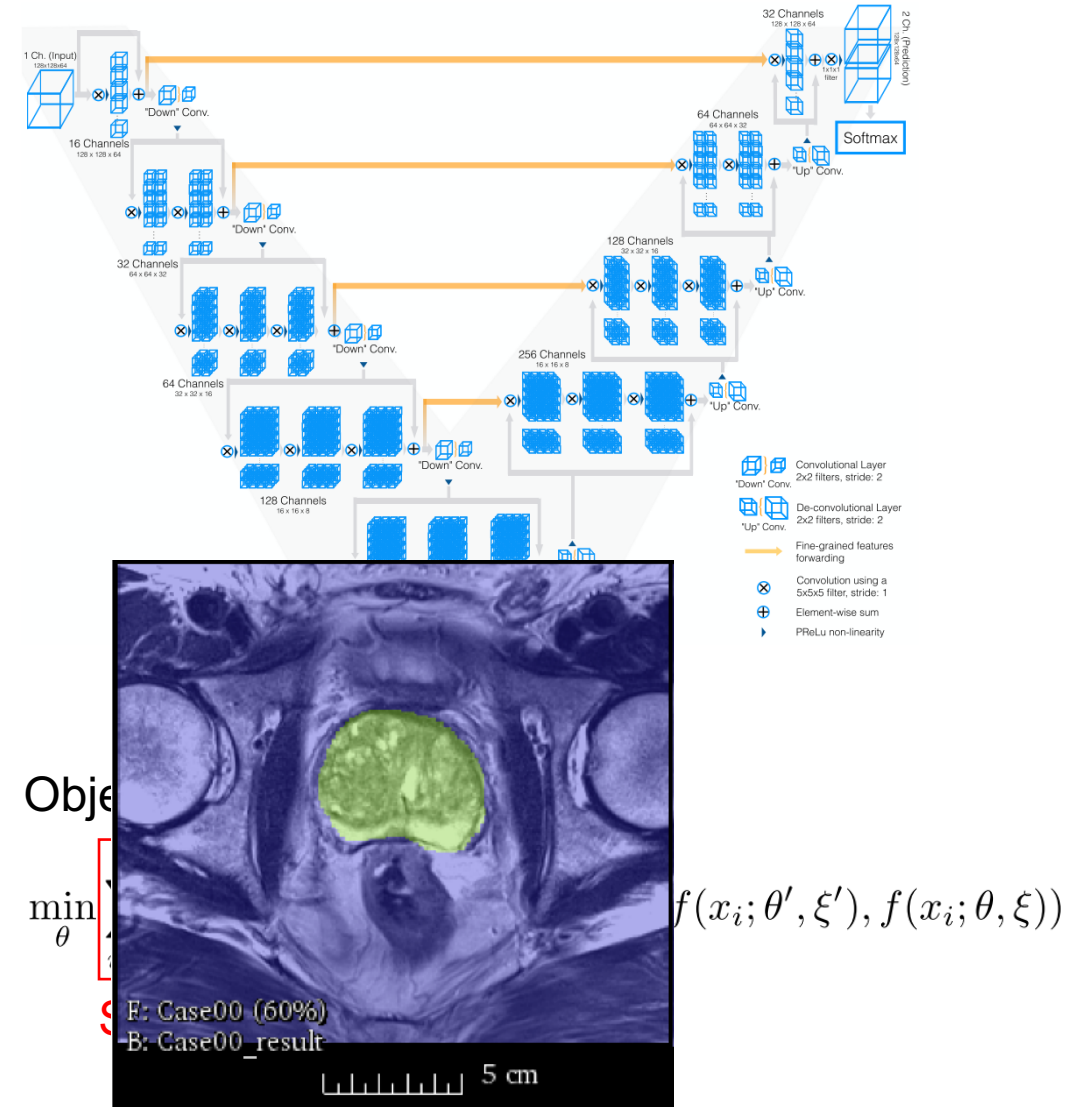 32 Channels
128 x 128 x 64
2 Ch. (Prediction)
128x128x64
1 Ch. (Input)
128x128x64
1x1x1
filter
"Down" Conv.
16 Channels
128 x 128 x 64
64 Channels
64 x 64 x 32
Softmax
"Up" Conv.
"Down" Conv.
32 Channels
64 x 64 x 32
128 Channels
32 x 32 x 16
"Up" Conv.
"Down" Conv.
64 Channels
32 x 32 x 16
256 Channels
16 x 16 x 8
"Up" Conv.
"Down" Conv.
128 Channels
16 x 16 x 8
"Down" Conv.
Convolutional Layer
2x2 filters, stride: 2
"Up" Conv.
De-convolutional Layer
2x2 filters, stride: 2
Fine-grained features
forwarding
Convolution using a
5x5x5 filter, stride: 1
Element-wise sum
PReLu non-linearity
Obje
min
θ
f(x_i; θ′, ξ′), f(x_i; θ, ξ))
F: Case00 (60%)
B: Case00_result
5 cm